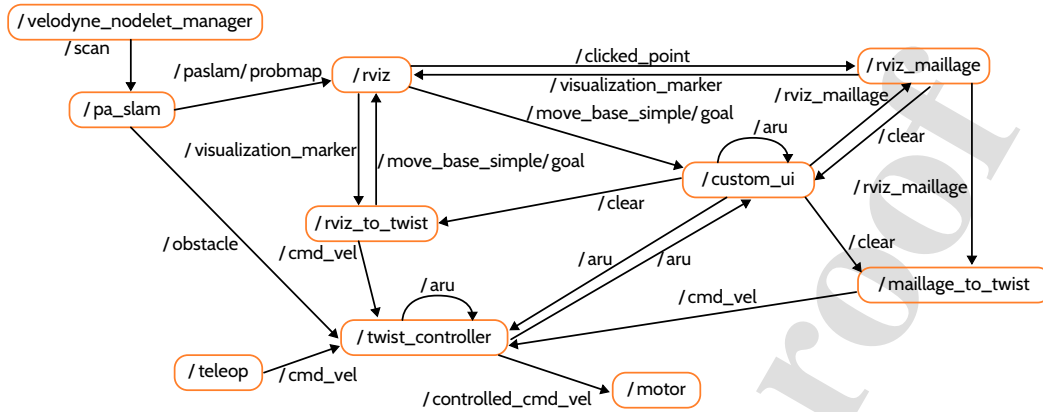 /velodyne_nodelet_manager
/scan
/paslam/probmap
/rviz
/clicked_point
/visualization_marker
/rviz_maillage
/pa_slam
/move_base_simple/goal
/rviz_maillage
/aru
/clear
/visualization_marker
/move_base_simple/goal
/custom_ui
/rviz_maillage
/clear
/rviz_to_twist
/obstacle
/cmd_vel
/aru
/aru
/clear
/aru
/maillage_to_twist
/cmd_vel
/twist_controller
/teleop
/cmd_vel
/controlled_cmd_vel
/motor
roof